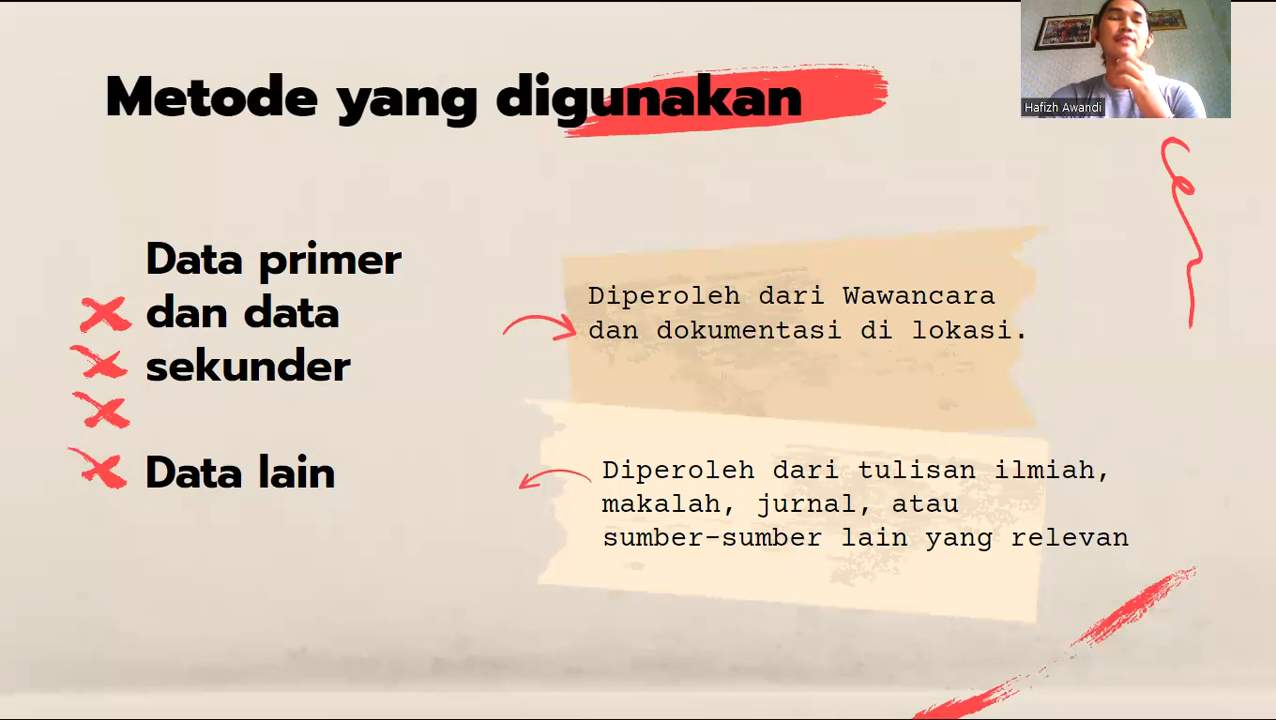 Metode yang digunakan
Hafizh Awandi
Data primer
dan data
sekunder
Diperoleh dari Wawancara
dan dokumentasi di lokasi.
Data lain
Diperoleh dari tulisan ilmiah,
makalah, jurnal, atau
sumber-sumber lain yang relevan